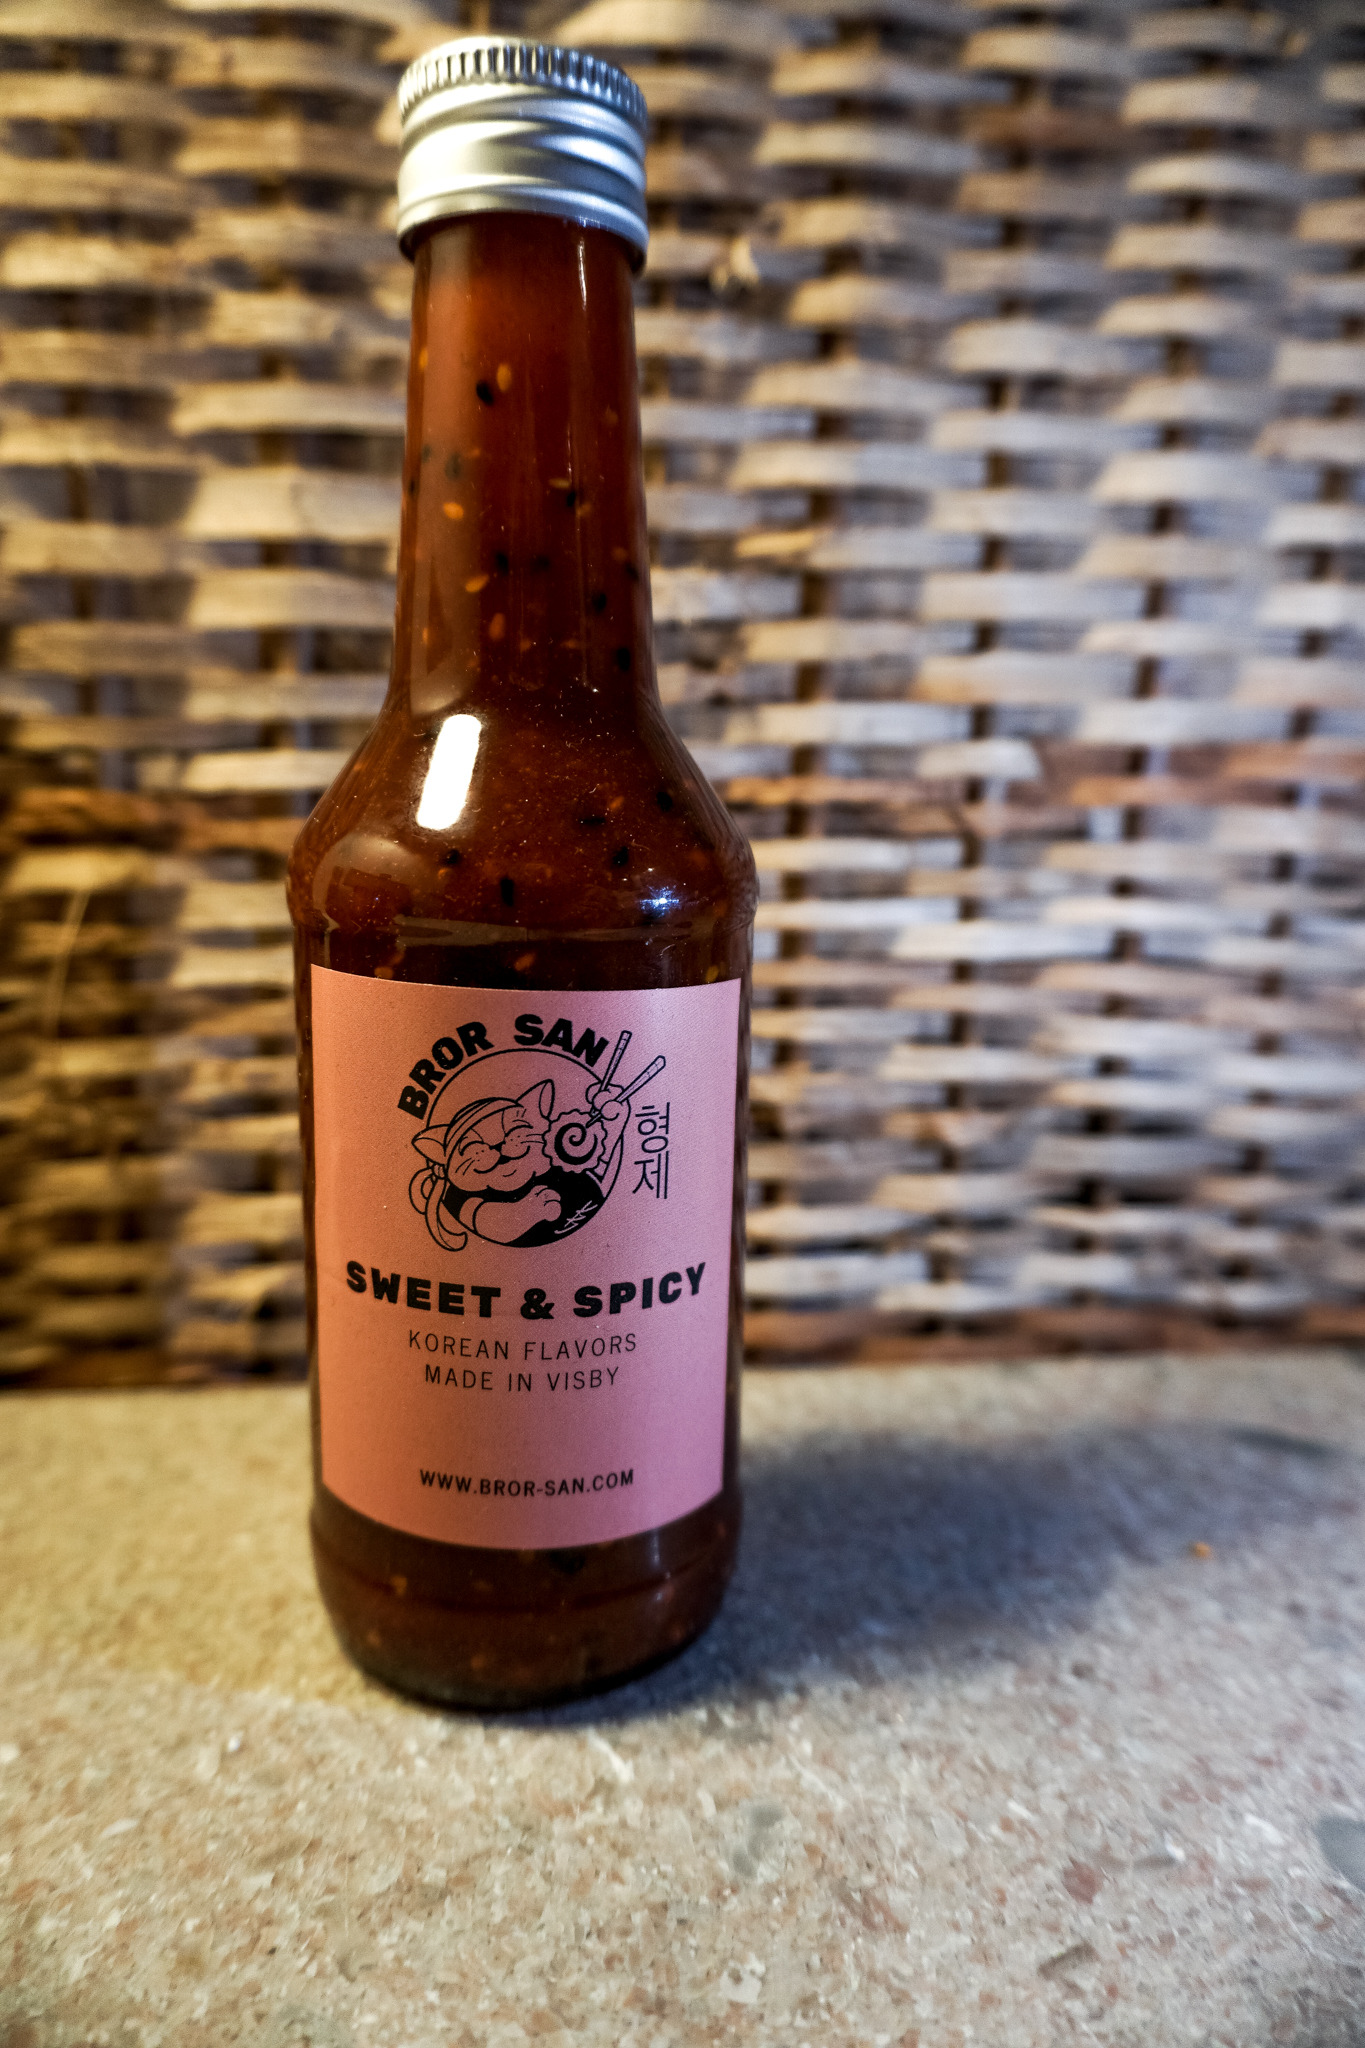 BROR SAN
형제
SWEET & SPICY
KOREAN FLAVORS
MADE IN VISBY
WWW.BROR-SAN.COM